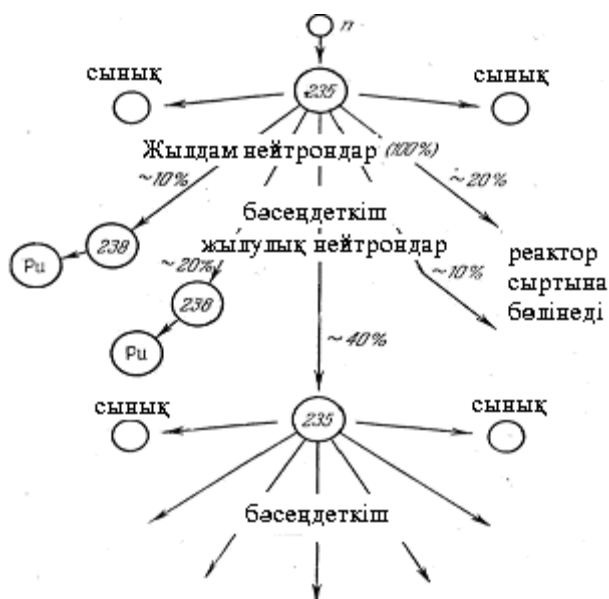 n
сынық
сынық
235
Жылдам нейтрондар (100%)
~10%
~20%
бәсеңдеткіш
238
жылулық нейтрондар
Pu
~20%
~10%
реактор
сыртына
бөлінеді
238
Pu
~40%
сынық
сынық
235
бәсеңдеткіш